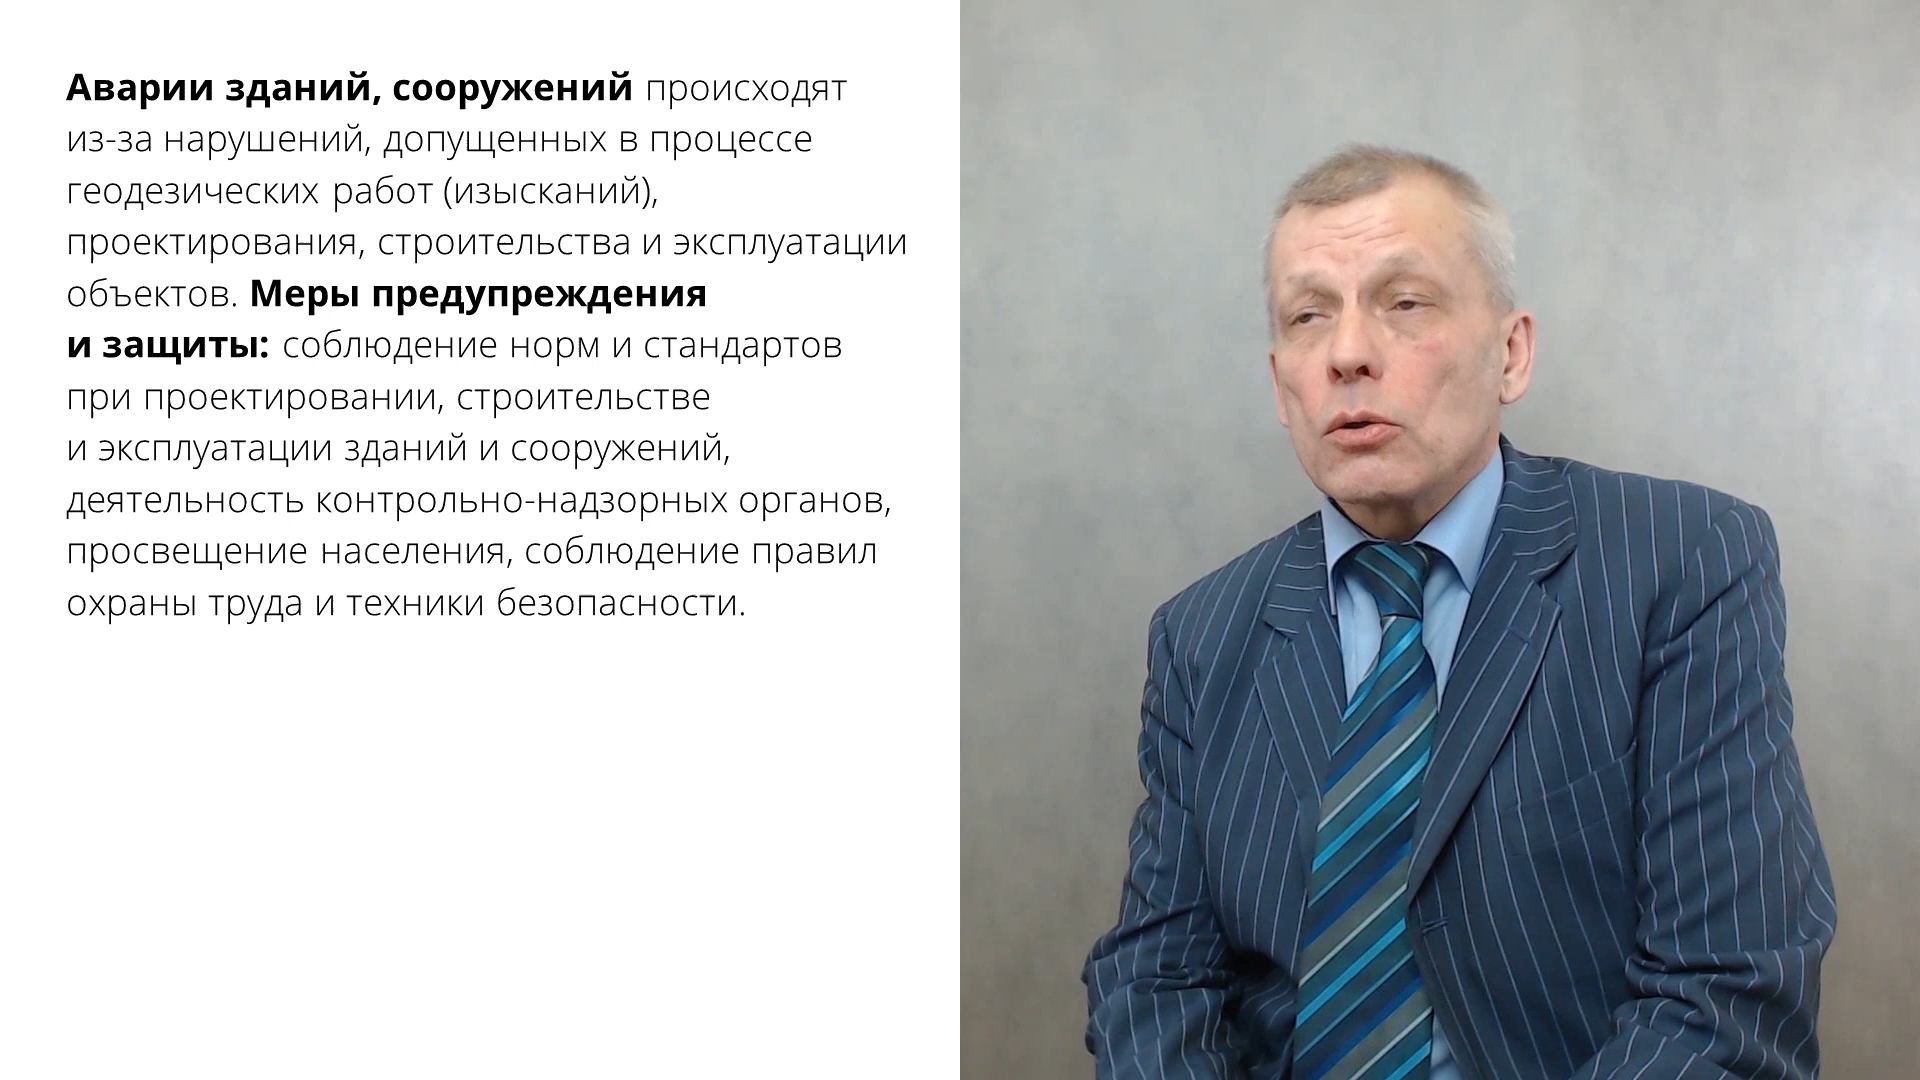 Аварии зданий, сооружений происходят
из-за нарушений, допущенных в процессе
геодезических работ (изысканий),
проектирования, строительства и эксплуатации
объектов. Меры предупреждения
и защиты: соблюдение норм и стандартов
при проектировании, строительстве
и эксплуатации зданий и сооружений,
деятельность контрольно-надзорных органов,
просвещение населения, соблюдение правил
охраны труда и техники безопасности.